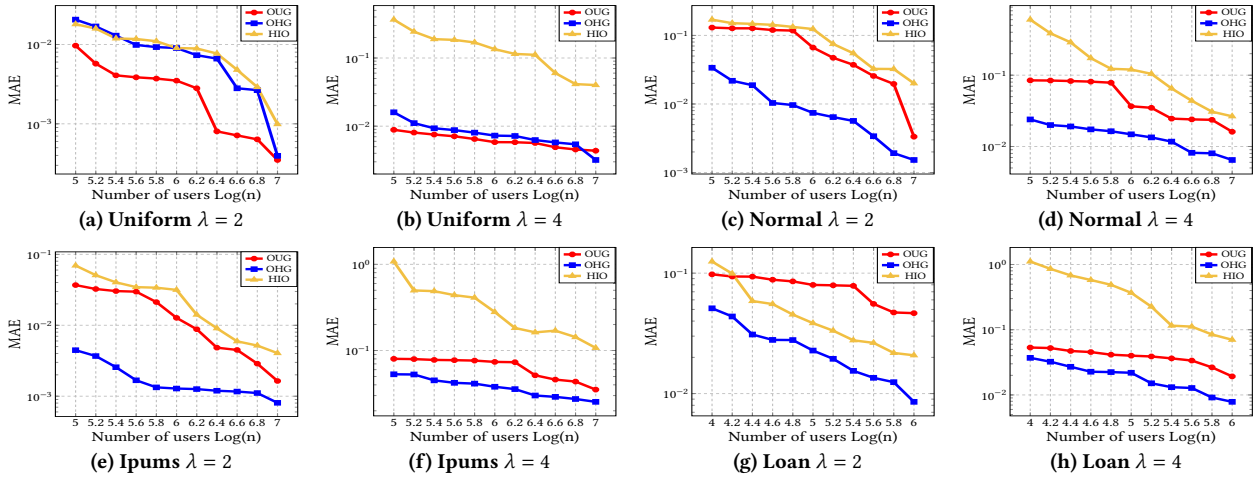 OUG
OHG
HIO
MAE
10⁻²
10⁻³
5 5.2 5.4 5.6 5.8 6 6.2 6.4 6.6 6.8 7
Number of users Log(n)
(a) Uniform λ = 2
OUG
OHG
HIO
MAE
10⁻¹
10⁻²
5 5.2 5.4 5.6 5.8 6 6.2 6.4 6.6 6.8 7
Number of users Log(n)
(b) Uniform λ = 4
OUG
OHG
HIO
MAE
10⁻¹
10⁻²
10⁻³
5 5.2 5.4 5.6 5.8 6 6.2 6.4 6.6 6.8 7
Number of users Log(n)
(c) Normal λ = 2
OUG
OHG
HIO
MAE
10⁻¹
10⁻²
5 5.2 5.4 5.6 5.8 6 6.2 6.4 6.6 6.8 7
Number of users Log(n)
(d) Normal λ = 4
OUG
OHG
HIO
MAE
10⁻¹
10⁻²
10⁻³
5 5.2 5.4 5.6 5.8 6 6.2 6.4 6.6 6.8 7
Number of users Log(n)
(e) Ipums λ = 2
OUG
OHG
HIO
MAE
10⁰
10⁻¹
5 5.2 5.4 5.6 5.8 6 6.2 6.4 6.6 6.8 7
Number of users Log(n)
(f) Ipums λ = 4
OUG
OHG
HIO
MAE
10⁻¹
10⁻²
4 4.2 4.4 4.6 4.8 5 5.2 5.4 5.6 5.8 6
Number of users Log(n)
(g) Loan λ = 2
OUG
OHG
HIO
MAE
10⁰
10⁻¹
10⁻²
4 4.2 4.4 4.6 4.8 5 5.2 5.4 5.6 5.8 6
Number of users Log(n)
(h) Loan λ = 4